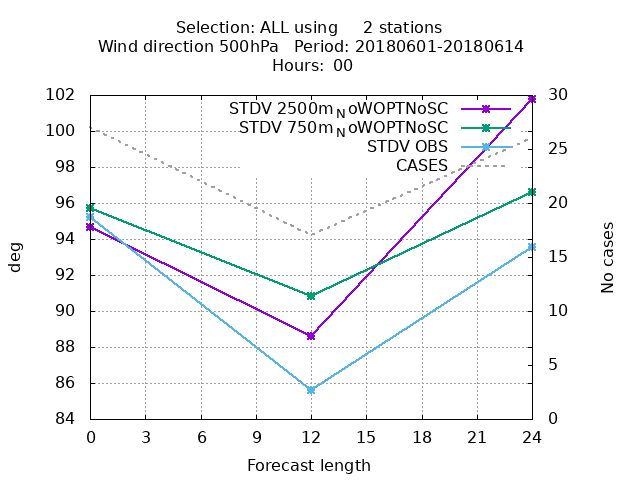 Selection: ALL using 2 stations
Wind direction 500hPa Period: 20180601-20180614
Hours: 00
102
100
98
96
94
92
90
88
86
84
deg
30
25
20
15
10
5
0
No cases
STDV 2500m_NoWOPTNoSC
STDV 750m_NoWOPTNoSC
STDV OBS
CASES
0 3 6 9 12 15 18 21 24
Forecast length